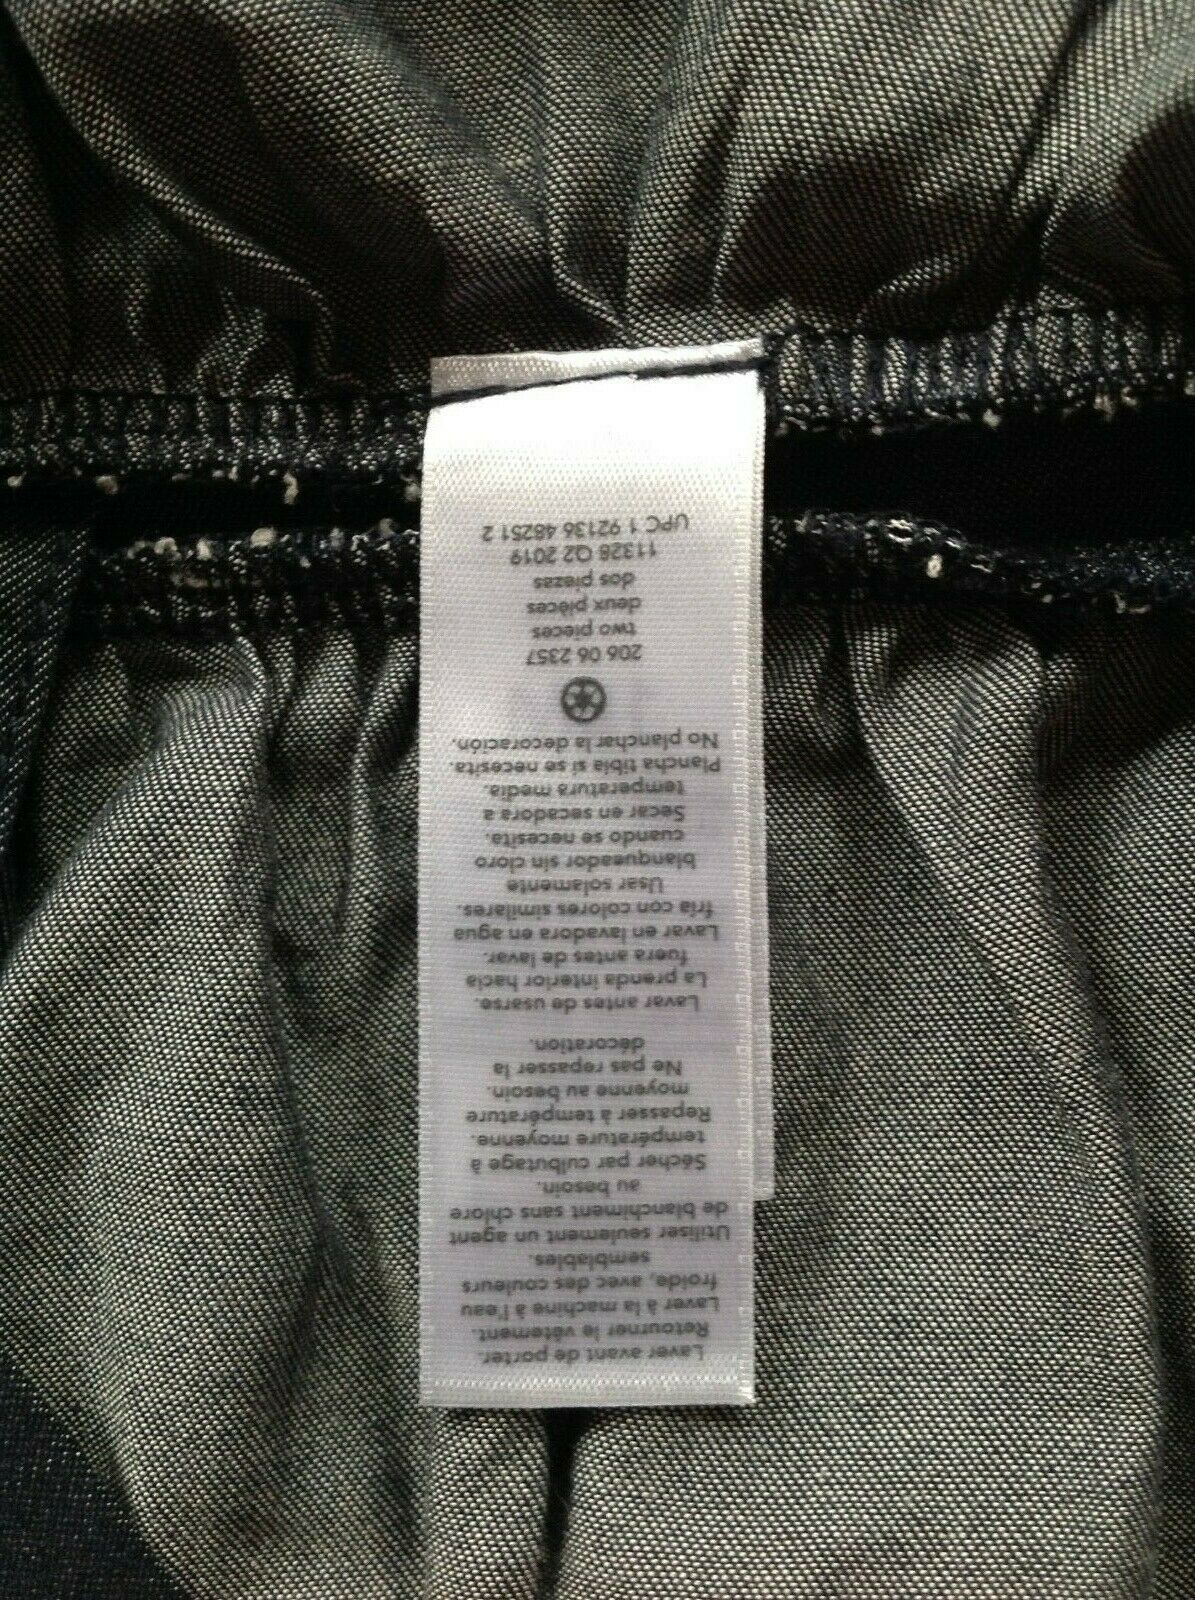 Laver avant de porter.
Retourner le vêtement.
Laver à la machine à l'eau
froide, avec des couleurs
semblables.
Utiliser seulement un agent
de blanchiment sans chlore
au besoin.
Sécher par culbutage à
température moyenne.
Repasser à température
moyenne au besoin.
Ne pas repasser la
décoration.
Lavar antes de usarse.
La prenda interior hacia
fuera antes de lavar.
Lavar en lavadora en agua
fría con colores similares.
Usar solamente
blanqueador sin cloro
cuando se necesita.
Secar en secadora a
temperatura media.
Plancha tibia si se necesita.
No planchar la decoración.
206 06 2357
two pieces
deux pièces
dos piezas
11328 Q2 2019
UPC 1 92136 48251 2